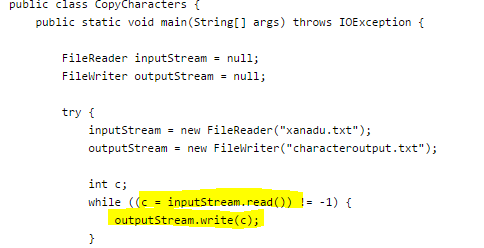 public class CopyCharacters {
public static void main(String[] args) throws IOException {
FileReader inputStream = null;
FileWriter outputStream = null;
try {
inputStream = new FileReader("xanadu.txt");
outputStream = new FileWriter("characteroutput.txt");
int c;
while ((c = inputStream.read()) != -1) {
outputStream.write(c);
}